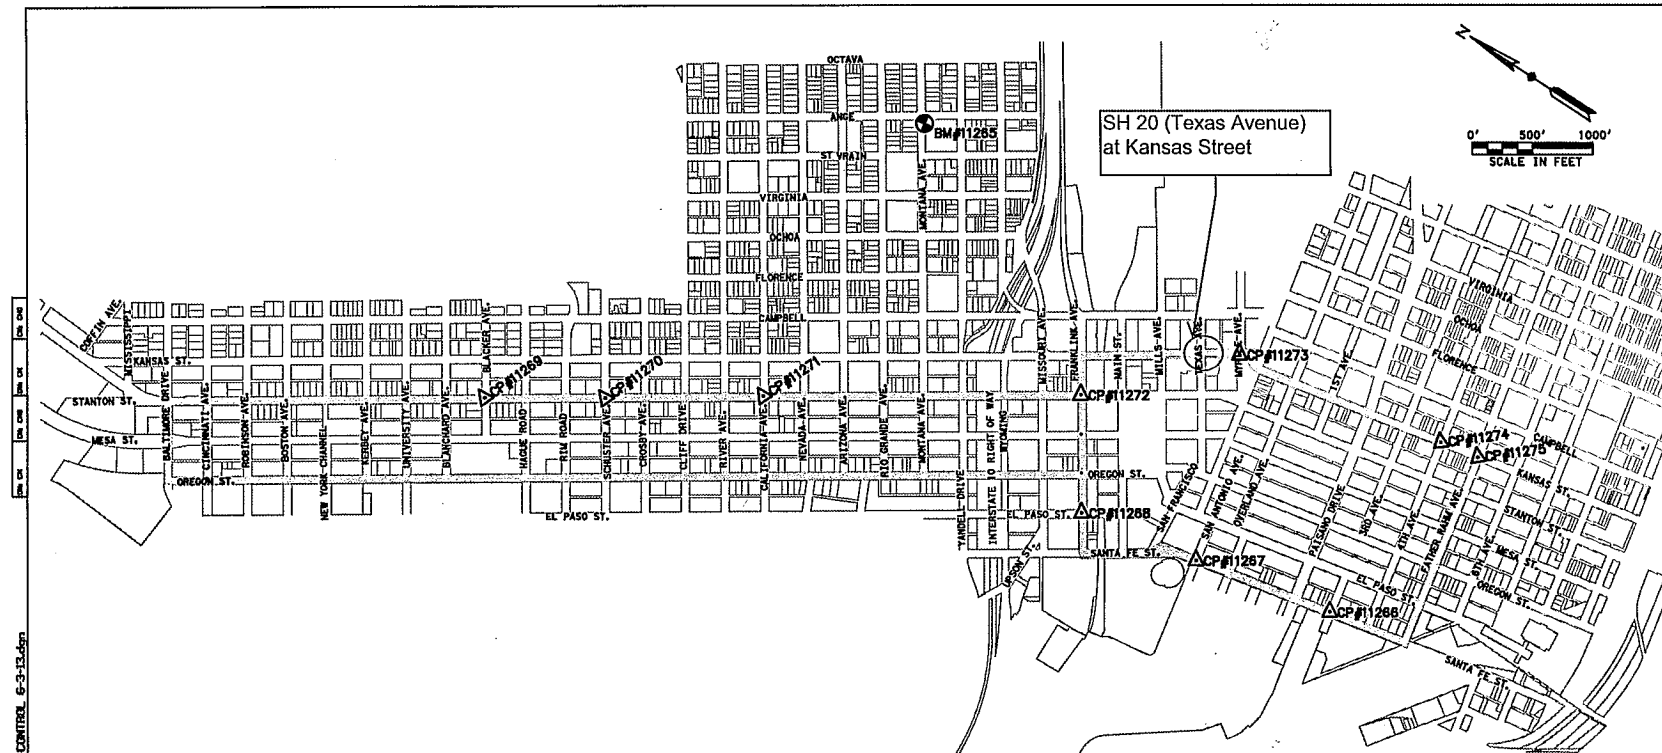 OCTAVA
ANGE
BM#11265
ST VRAIN
VIRGINIA
MONTANA AVE.
OCHOA
FLORENCE
CAMPBELL
SH 20 (Texas Avenue)
at Kansas Street
N
0' 500' 1000'
SCALE IN FEET
COFFIN AVE.
MISSISSIPPI
KANSAS ST.
STANTON ST.
MESA ST.
OREGON ST.
EL PASO ST.
BALTIMORE DRIVE
CINCINNATI AVE.
ROBINSON AVE.
BOSTON AVE.
NEW YORK CHANNEL
KERBEY AVE.
UNIVERSITY AVE.
BLANCHARD AVE.
BLACKER AVE.
CP#11269
HAGUE ROAD
RIM ROAD
CP#11270
SCHUSTER AVE.
CROSBY AVE.
CLIFF DRIVE
RIVER AVE.
CP#11271
CALIFORNIA AVE.
NEVADA AVE.
ARIZONA AVE.
RIO GRANDE AVE.
MONTANA AVE.
YANDELL DRIVE
INTERSTATE 10 RIGHT OF WAY
WYOMING
MISSOURI AVE.
FRANKLINK AVE.
MAIN ST.
MILLS AVE.
TEXAS AVE.
MYRTLE AVE.
CP#11273
CP#11272
OREGON ST.
EL PASO ST.
CP#11268
SANTA FE ST.
UPSON ST.
SAN FRANCISCO
SAN ANTONIO AVE.
OVERLAND AVE.
CP#11267
1ST AVE.
PAISANO DRIVE
3RD AVE.
4TH AVE.
FATHER RAHM AVE.
6TH AVE.
VIRGINIA
OCHOA
FLORENCE
CP#11274
CP#11275
CAMPBELL
KANSAS ST.
STANTON ST.
MESA ST.
OREGON ST.
EL PASO ST.
CP#11266
SANTA FE ST.
CONTROL 6-3-13.dgn